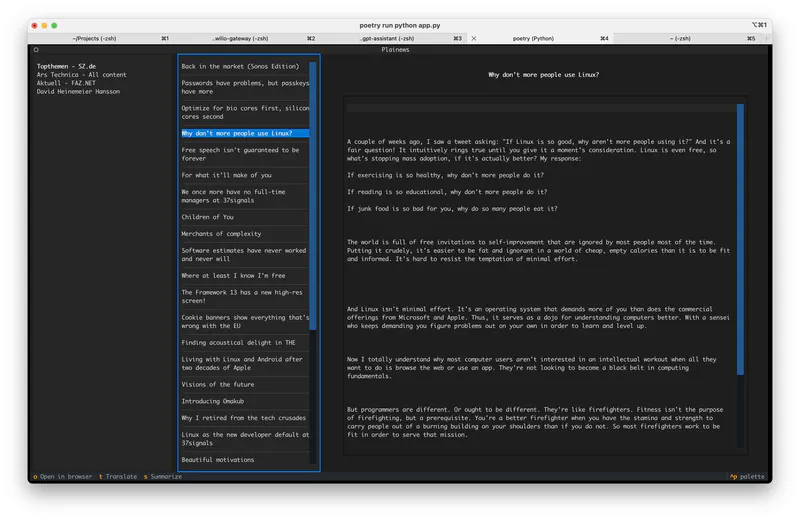 poetry run python app.py
⌥⌘1
~/Projects (-zsh) ⌘1
..wilio-gateway (-zsh) ⌘2
..gpt-assistant (-zsh) ⌘3
poetry (Python) ⌘4
~ (-zsh) ⌘5
Plainews
Topthemen - SZ.de
Ars Technica - All content
Aktuell - FAZ.NET
David Heinemeier Hansson
Back in the market (Sonos Edition)
Passwords have problems, but passkeys
have more
Optimize for bio cores first, silicon
cores second
Why don't more people use Linux?
Free speech isn't guaranteed to be
forever
For what it'll make of you
We once more have no full-time
managers at 37signals
Children of You
Merchants of complexity
Software estimates have never worked
and never will
Where at least I know I'm free
The Framework 13 has a new high-res
screen!
Cookie banners show everything that's
wrong with the EU
Finding acoustical delight in THE
Living with Linux and Android after
two decades of Apple
Visions of the future
Introducing Omakub
Why I retired from the tech crusades
Linux as the new developer default at
37signals
Beautiful motivations
Why don't more people use Linux?
A couple of weeks ago, I saw a tweet asking: "If Linux is so good, why aren't more people using it?" And it's a
fair question! It intuitively rings true until you give it a moment's consideration. Linux is even free, so
what's stopping mass adoption, if it's actually better? My response:
If exercising is so healthy, why don't more people do it?
If reading is so educational, why don't more people do it?
If junk food is so bad for you, why do so many people eat it?
The world is full of free invitations to self-improvement that are ignored by most people most of the time.
Putting it crudely, it's easier to be fat and ignorant in a world of cheap, empty calories than it is to be fit
and informed. It's hard to resist the temptation of minimal effort.
And Linux isn't minimal effort. It's an operating system that demands more of you than does the commercial
offerings from Microsoft and Apple. Thus, it serves as a dojo for understanding computers better. With a sensei
who keeps demanding you figure problems out on your own in order to learn and level up.
Now I totally understand why most computer users aren't interested in an intellectual workout when all they
want to do is browse the web or use an app. They're not looking to become a black belt in computing
fundamentals.
But programmers are different. Or ought to be different. They're like firefighters. Fitness isn't the purpose
of firefighting, but a prerequisite. You're a better firefighter when you have the stamina and strength to
carry people out of a burning building on your shoulders than if you do not. So most firefighters work to be
fit in order to serve that mission.
o Open in browser t Translate s Summarize
^p palette